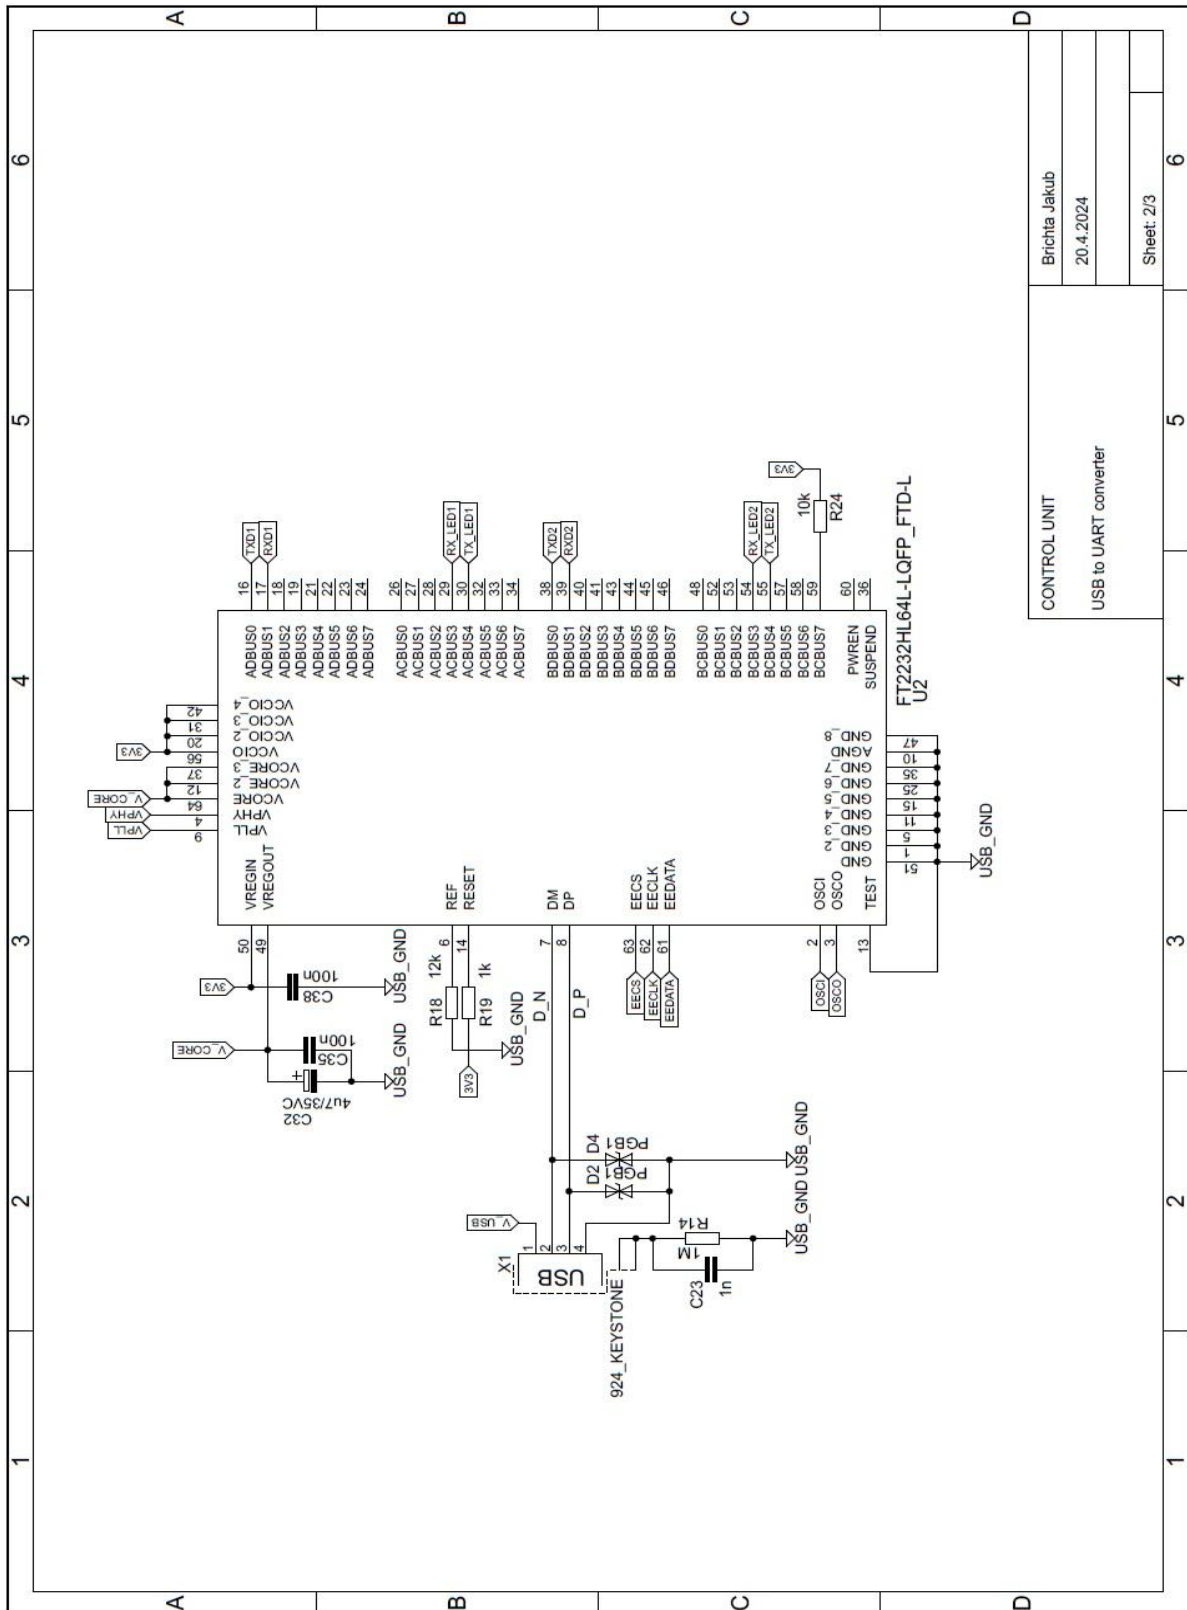 1
2
3
4
5
6
A
B
C
D
3V3
V_CORE
VPHY
VPLL
42
31
20
56
37
12
64
4
9
VCCIO_4
VCCIO_3
VCCIO_2
VCCIO
VCORE_3
VCORE_2
VCORE
VPHY
VPLL
V_CORE
3V3
C32
4u7/35VC
C35
100n
C38
100n
USB_GND
USB_GND
50
49
VREGIN
VREGOUT
R18
12k
6
REF
R19
1k
14
RESET
3V3
USB_GND
X1
USB
V_USB
1
2
3
4
D_N
D_P
7
8
DM
DP
D2
PGB1
D4
PGB1
924_KEYSTONE
C23
1n
R14
1M
USB_GND
USB_GND
EECS
EECLK
EEDATA
63
62
61
EECS
EECLK
EEDATA
OSCI
OSCO
2
3
OSCI
OSCO
13
TEST
GND
GND_2
GND_3
GND_4
GND_5
GND_6
GND_7
AGND
GND_8
51
1
5
11
15
25
35
10
47
USB_GND
ADBUS0 16 TXD1
ADBUS1 17 RXD1
ADBUS2 18
ADBUS3 19
ADBUS4 21
ADBUS5 22
ADBUS6 23
ADBUS7 24
ACBUS0 26
ACBUS1 27
ACBUS2 28
ACBUS3 29 RX_LED1
ACBUS4 30 TX_LED1
ACBUS5 32
ACBUS6 33
ACBUS7 34
BDBUS0 38 TXD2
BDBUS1 39 RXD2
BDBUS2 40
BDBUS3 41
BDBUS4 43
BDBUS5 44
BDBUS6 45
BDBUS7 46
BCBUS0 48
BCBUS1 52
BCBUS2 53
BCBUS3 54 RX_LED2
BCBUS4 55 TX_LED2
BCBUS5 57
BCBUS6 58
BCBUS7 59
10k
R24
3V3
PWREN 60
SUSPEND 36
FT2232HL64L-LQFP_FTD-L
U2
CONTROL UNIT
USB to UART converter
Brichta Jakub
20.4.2024
Sheet: 2/3
1
2
3
4
5
6
A
B
C
D